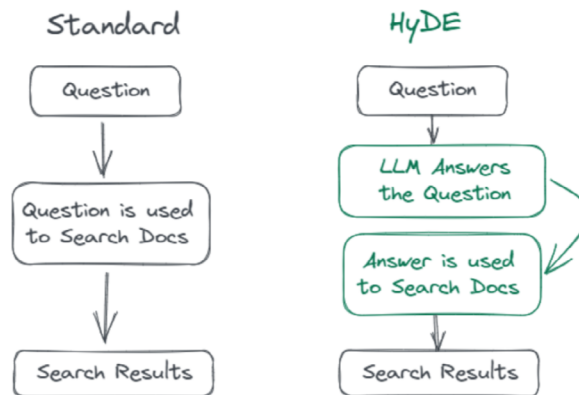 Standard
Question
Question is used
to Search Docs
Search Results
HyDE
Question
LLM Answers
the Question
Answer is used
to Search Docs
Search Results